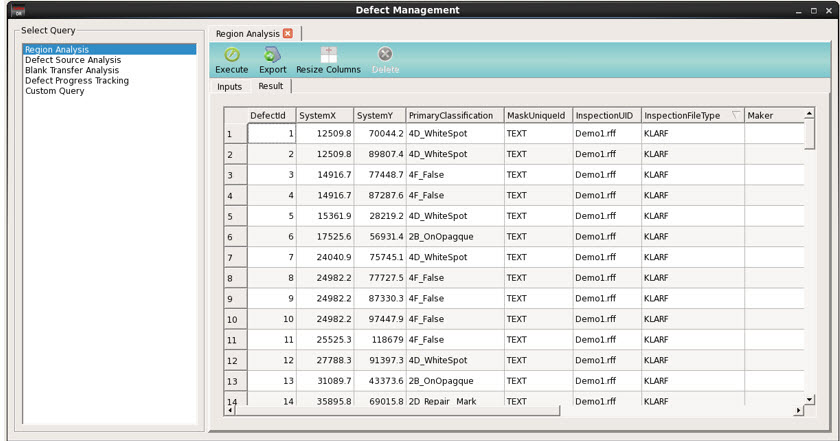 Defect Management
Select Query
Region Analysis
Defect Source Analysis
Blank Transfer Analysis
Defect Progress Tracking
Custom Query
Region Analysis
Execute Export Resize Columns Delete
Inputs Result
DefectId SystemX SystemY PrimaryClassification MaskUniqueId InspectionUID InspectionFileType Maker
1 1 12509.8 70044.2 4D_WhiteSpot TEXT Demo1.rff KLARF
2 2 12509.8 89807.4 4D_WhiteSpot TEXT Demo1.rff KLARF
3 3 14916.7 77448.7 4F_False TEXT Demo1.rff KLARF
4 4 14916.7 87287.6 4F_False TEXT Demo1.rff KLARF
5 5 15361.9 28219.2 4D_WhiteSpot TEXT Demo1.rff KLARF
6 6 17525.6 56931.4 2B_OnOpagque TEXT Demo1.rff KLARF
7 7 24040.9 75745.1 4D_WhiteSpot TEXT Demo1.rff KLARF
8 8 24982.2 77727.5 4F_False TEXT Demo1.rff KLARF
9 9 24982.2 87330.3 4F_False TEXT Demo1.rff KLARF
10 10 24982.2 97447.9 4F_False TEXT Demo1.rff KLARF
11 11 25525.3 118679 4F_False TEXT Demo1.rff KLARF
12 12 27788.3 91397.3 4D_WhiteSpot TEXT Demo1.rff KLARF
13 13 31089.7 43373.6 2B_OnOpagque TEXT Demo1.rff KLARF
14 14 35895.8 69015.8 2D_Repair_Mark TEXT Demo1.rff KLARF